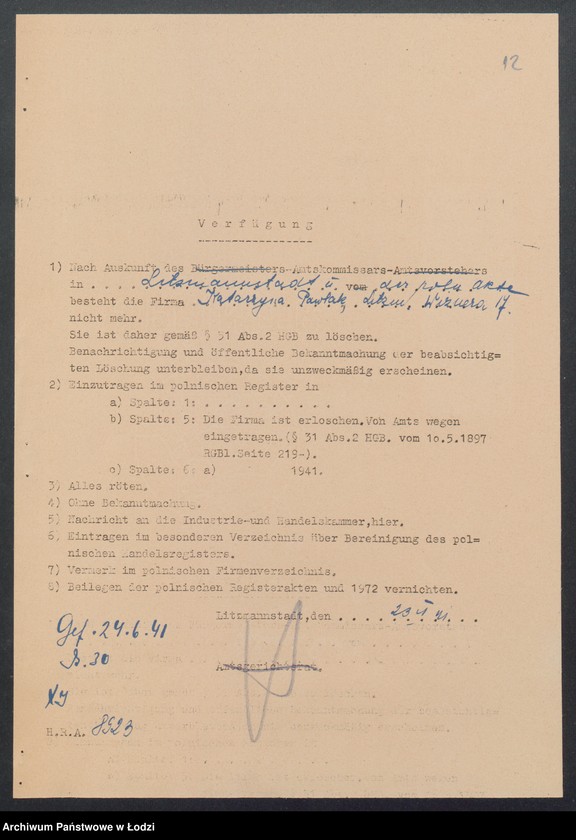 12
Verfügung
1) Nach Auskunft des Bürgermeisters-Amtskommissars-Amtsvorstehers
in . . . . Litzmannstadt u. vom der poln akte
besteht die Firma . Katarzyna Pawlak, Litzm.
nicht mehr.
Sie ist daher gemäß § 31 Abs.2 HGB zu löschen.
Benachrichtigung und öffentliche Bekanntmachung der beabsichtig=
ten Löschung unterbleiben,da sie unzweckmäßig erscheinen.
2) Einzutragen im polnischen Register in
a) Spalte: 1: . . . . . . . . . . .
b) Spalte: 5: Die Firma ist erloschen.Von Amts wegen
eingetragen.(§ 31 Abs.2 HGB. vom 10.5.1897
RGBl.Seite 219-).
c) Spalte: 6: a) 1941.
3) Alles röten.
4) Ohne Bekanntmachung.
5) Nachricht an die Industrie-und Handelskammer,hier.
6) Eintragen im besonderen Verzeichnis über Bereinigung des pol=
nischen Handelsregisters.
7) Vermerk im polnischen Firmenverzeichnis.
8) Beilegen der polnischen Registerakten und 1972 vernichten.
Litzmannstadt,den . . . . 23 VI 41 . . .
Gef. 24.6.41
B. 30
Amtsgerichtsrat.
H.R.A. 8523
Archiwum Państwowe w Łodzi